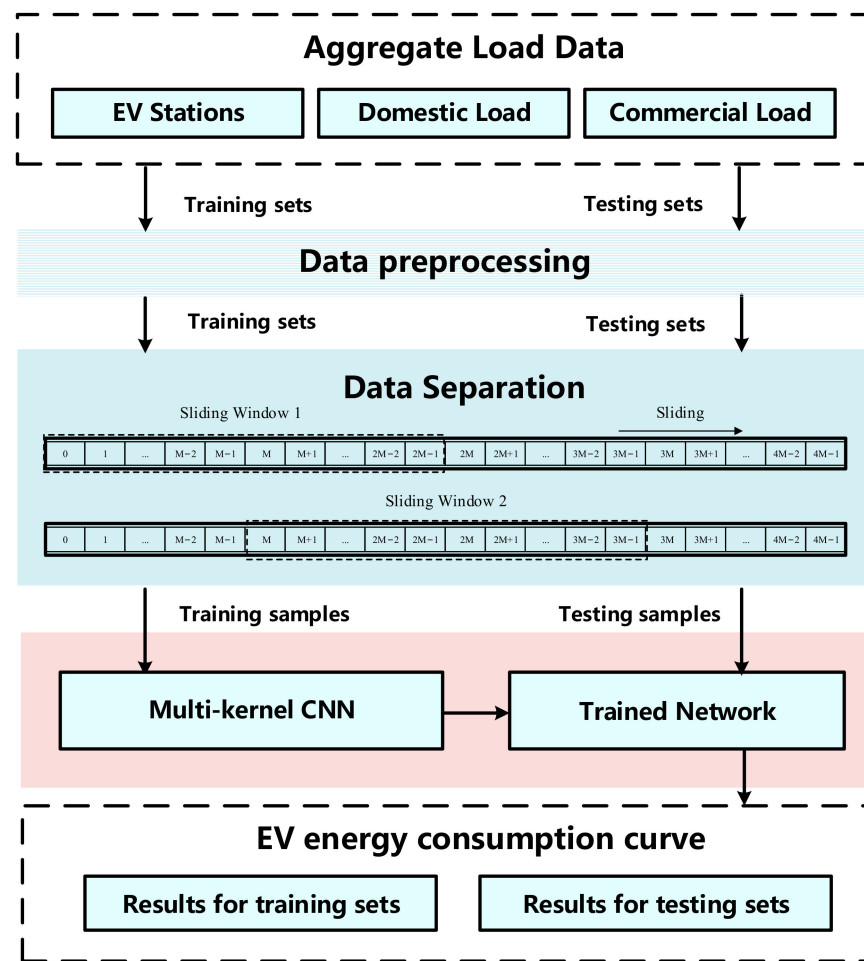 Aggregate Load Data
EV Stations Domestic Load Commercial Load
Training sets Testing sets
Data preprocessing
Training sets Testing sets
Data Separation
Sliding Window 1 Sliding
0 1 ... M−2 M−1 M M+1 ... 2M−2 2M−1 2M 2M+1 ... 3M−2 3M−1 3M 3M+1 ... 4M−2 4M−1
Sliding Window 2
0 1 ... M−2 M−1 M M+1 ... 2M−2 2M−1 2M 2M+1 ... 3M−2 3M−1 3M 3M+1 ... 4M−2 4M−1
Training samples Testing samples
Multi-kernel CNN Trained Network
EV energy consumption curve
Results for training sets Results for testing sets